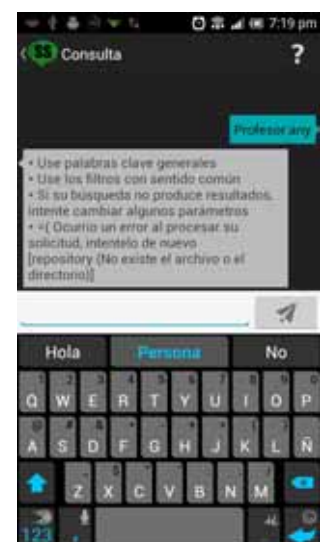 7:19 pm
SS Consulta ?
Profesor any
• Use palabras clave generales
• Use los filtros con sentido común
• Si su búsqueda no produce resultados,
intente cambiar algunos parametros
• =( Ocurrio un error al procesar su
solicitud, intentelo de nuevo
[repository (No existe el archivo o el
directorio)]
Hola Persona No
Q W E R T Y U I O P
A S D F G H J K L Ñ
Z X C V B N M
123